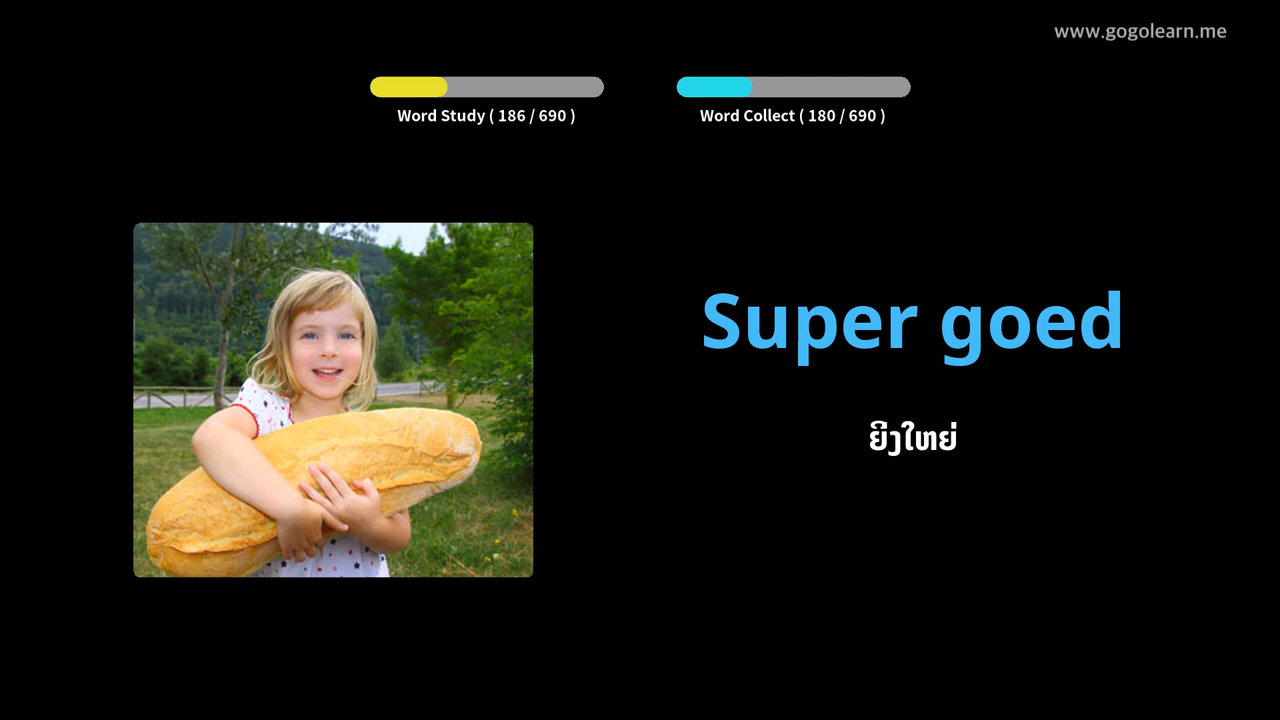 www.gogolearn.me
Word Study ( 186 / 690 )
Word Collect ( 180 / 690 )
Super goed
ຍິງໃຫຍ່